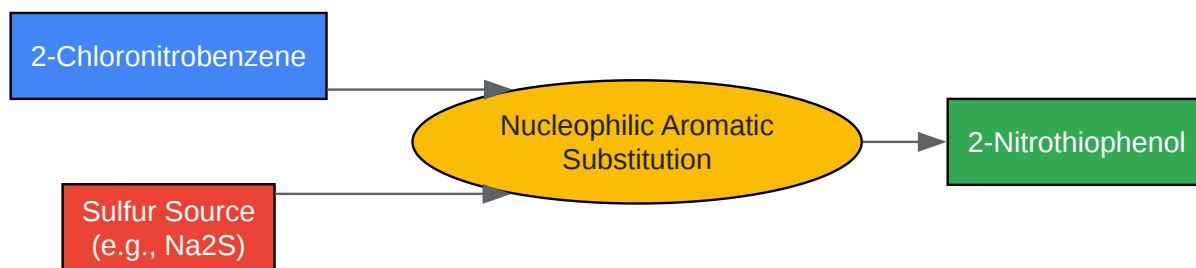 2-Chloronitrobenzene
Sulfur Source
(e.g., Na2S)
Nucleophilic Aromatic
Substitution
2-Nitrothiophenol